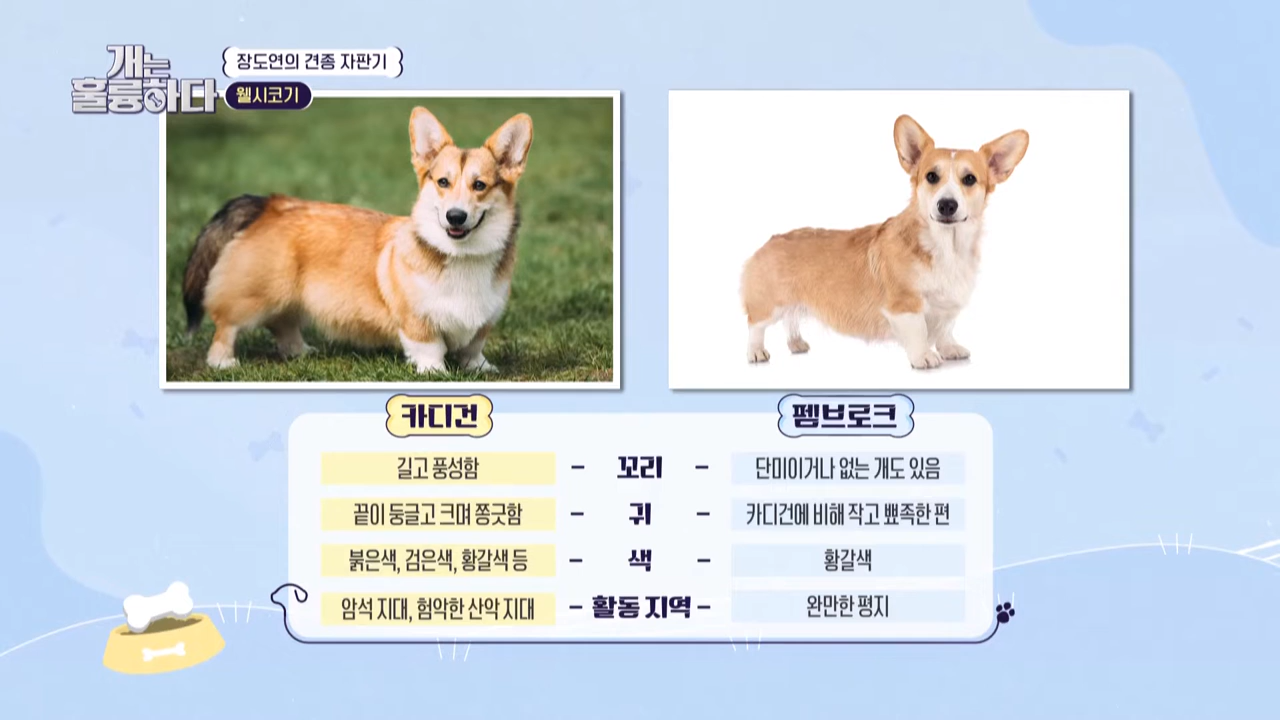 개는
훌륭하다
장도연의 견종 자판기
웰시코기
카디건
펨브로크
길고 풍성함 - 꼬리 - 단미이거나 없는 개도 있음
끝이 둥글고 크며 쫑긋함 - 귀 - 카디건에 비해 작고 뾰족한 편
붉은색, 검은색, 황갈색 등 - 색 - 황갈색
암석 지대, 험악한 산악 지대 - 활동 지역 - 완만한 평지